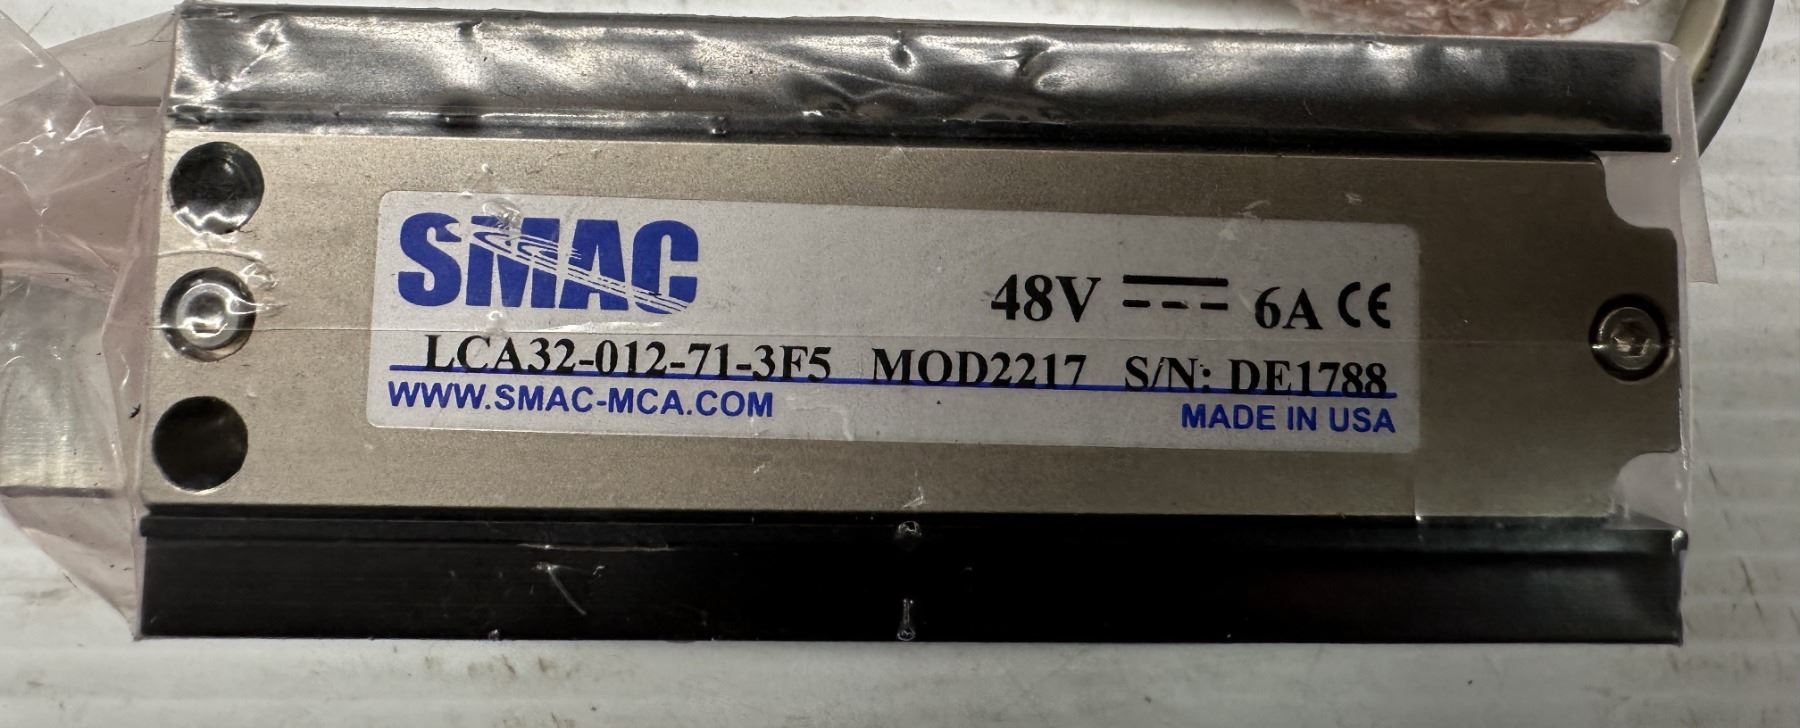 SMAC
48V 6A CE
LCA32-012-71-3F5 MOD2217 S/N: DE1788
WWW.SMAC-MCA.COM
MADE IN USA